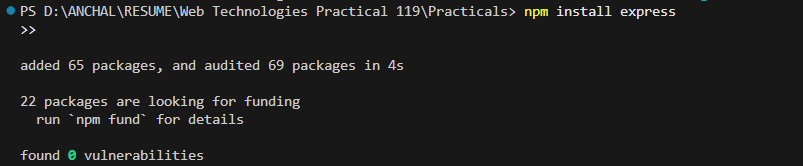 PS D:\ANCHAL\RESUME\Web Technologies Practical 119\Practicals> npm install express
>>
added 65 packages, and audited 69 packages in 4s
22 packages are looking for funding
  run `npm fund` for details
found 0 vulnerabilities